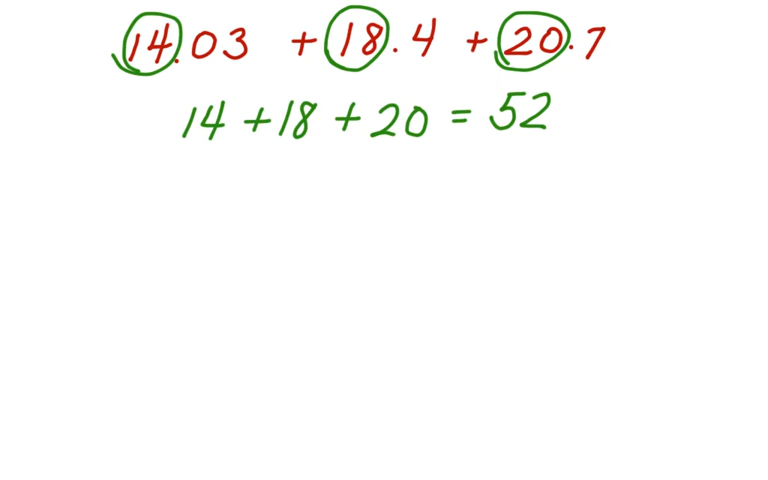 14.03 + 18.4 + 20.7
14 + 18 + 20 = 52